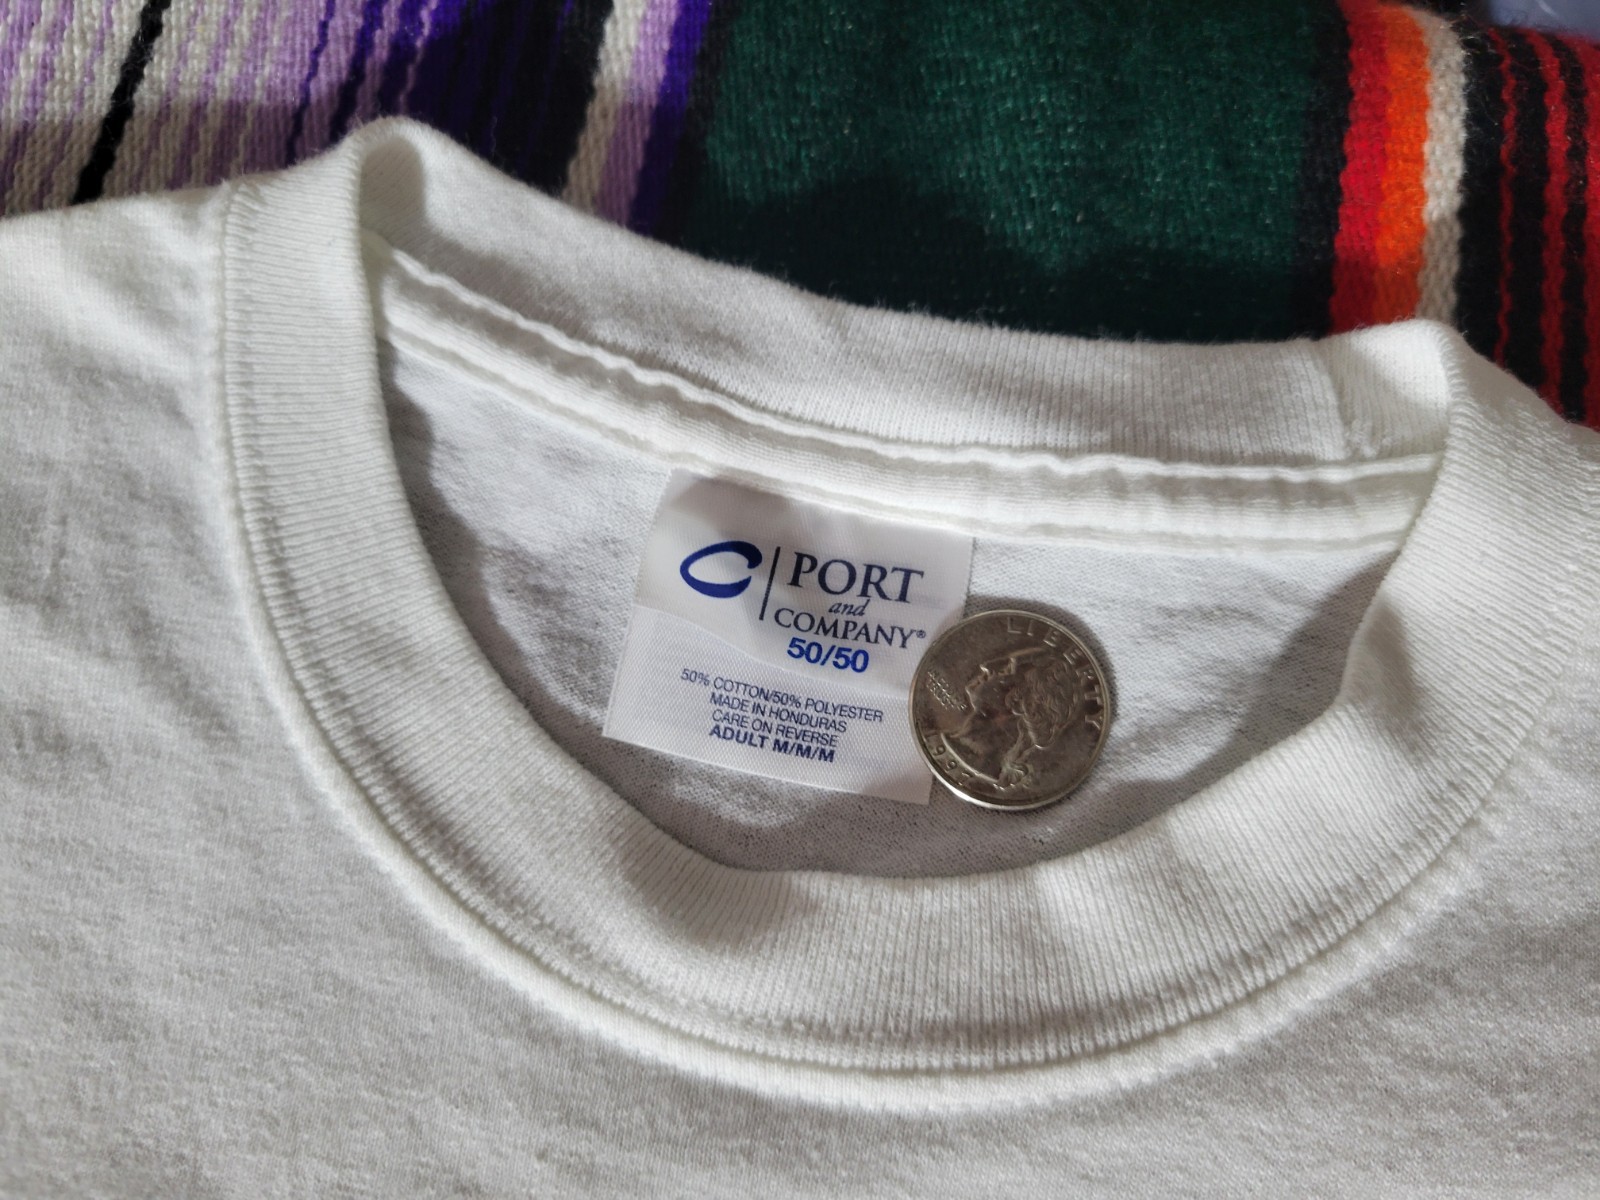 PORT
and
COMPANY®
50/50
50% COTTON/50% POLYESTER
MADE IN HONDURAS
CARE ON REVERSE
ADULT M/M/M
LIBERTY